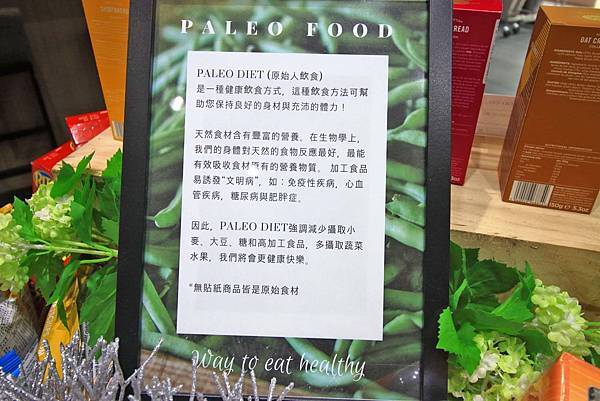 PALEO FOOD
PALEO DIET (原始人飲食)
是一種健康飲食方式，這種飲食方法可幫
助您保持良好的身材與充沛的體力！
天然食材含有豐富的營養。在生物學上，
我們的身體對天然的食物反應最好，最能
有效吸收食材原有的營養物質。 加工食品
易誘發“文明病”，如：免疫性疾病，心血
管疾病，糖尿病與肥胖症。
因此，PALEO DIET強調減少攝取小
麥、大豆、糖和高加工食品，多攝取蔬菜
水果，我們將會更健康快樂。
*無貼紙商品皆是原始食材
Way to eat healthy
BREAD
OAT
150g 5.3oz